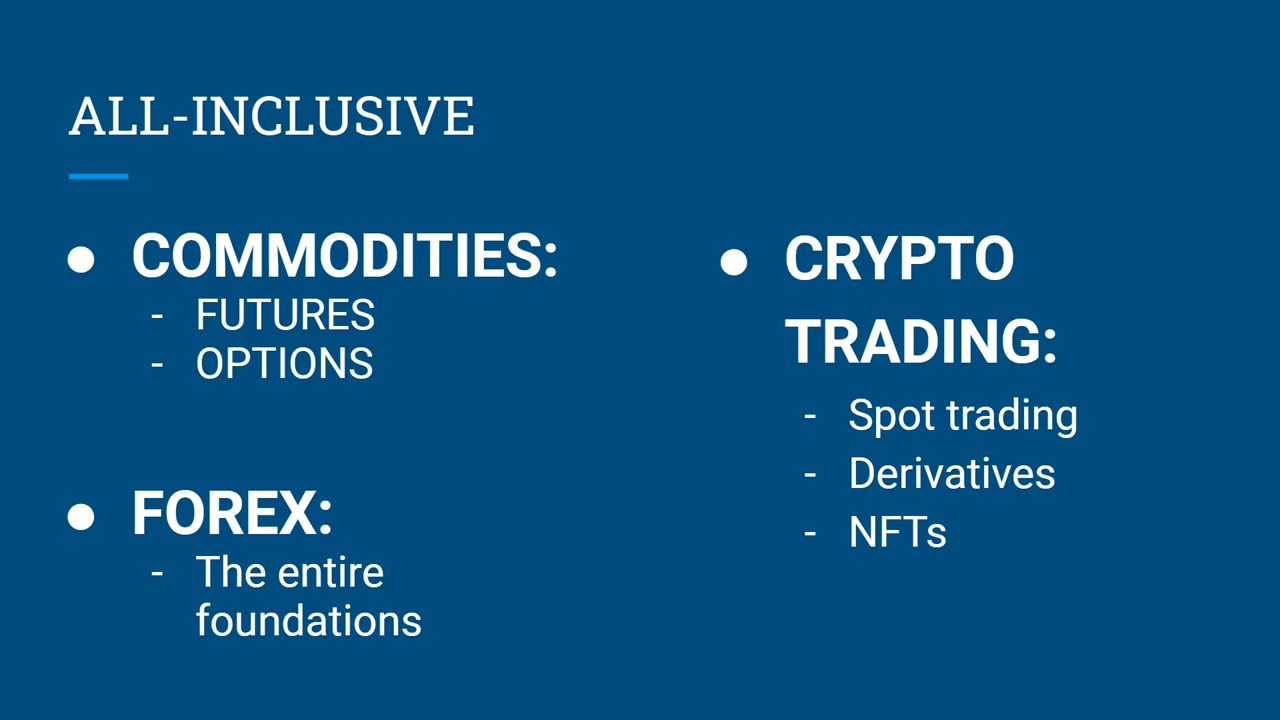 ALL-INCLUSIVE
● COMMODITIES:
- FUTURES
- OPTIONS
● FOREX:
- The entire
foundations
● CRYPTO
TRADING:
- Spot trading
- Derivatives
- NFTs